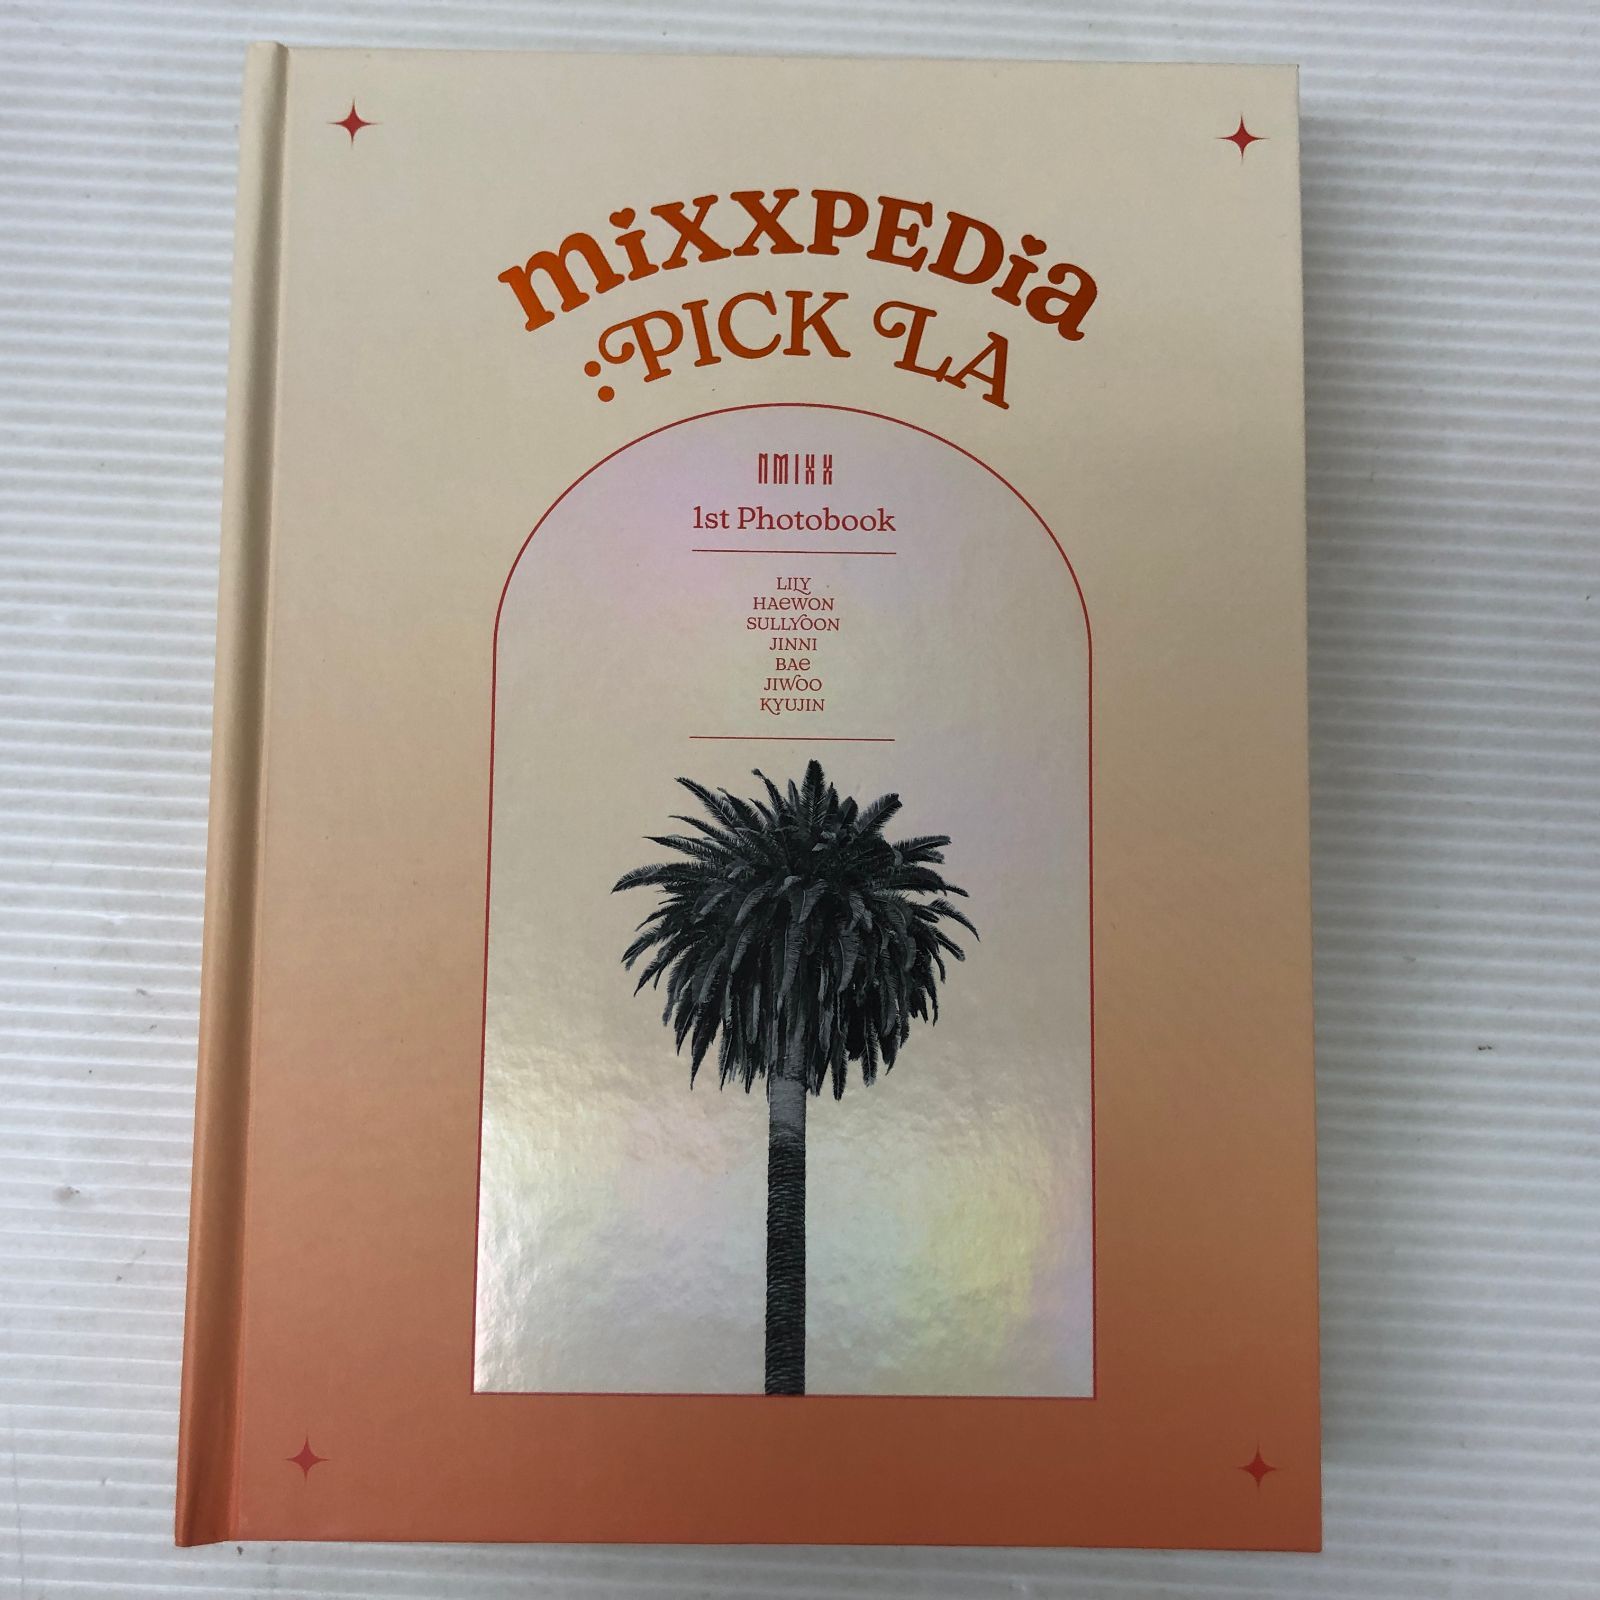 mixxPEDia
:PICK LA
NMIXX
1st Photobook
LILY
HAeWON
SULLYOON
JINNI
BAe
JIWOO
KYUJIN